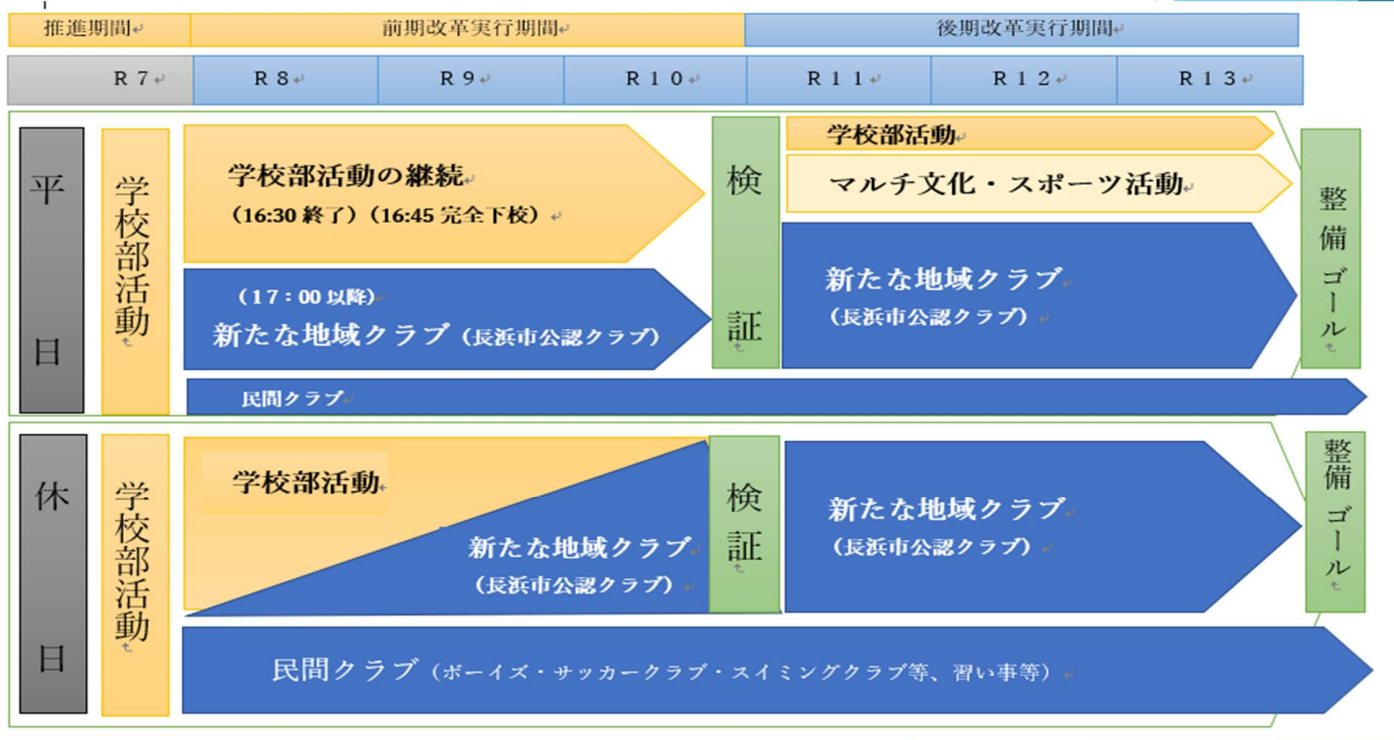 推進期間
前期改革実行期間
後期改革実行期間
R7
R8
R9
R10
R11
R12
R13
平日
学校部活動
学校部活動の継続
(16:30 終了)(16:45 完全下校)
(17:00 以降)
新たな地域クラブ(長浜市公認クラブ)
民間クラブ
検証
学校部活動
マルチ文化・スポーツ活動
新たな地域クラブ
(長浜市公認クラブ)
整備ゴール
休日
学校部活動
学校部活動
新たな地域クラブ
(長浜市公認クラブ)
検証
新たな地域クラブ
(長浜市公認クラブ)
整備ゴール
民間クラブ(ボーイズ・サッカークラブ・スイミングクラブ等、習い事等)